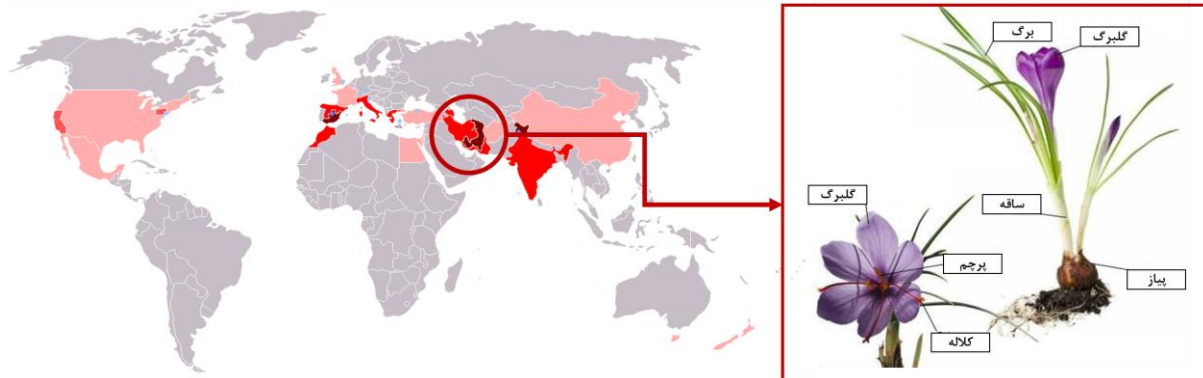 برگ
گلبرگ
گلبرگ
ساقه
پرچم
پیاز
کلاله